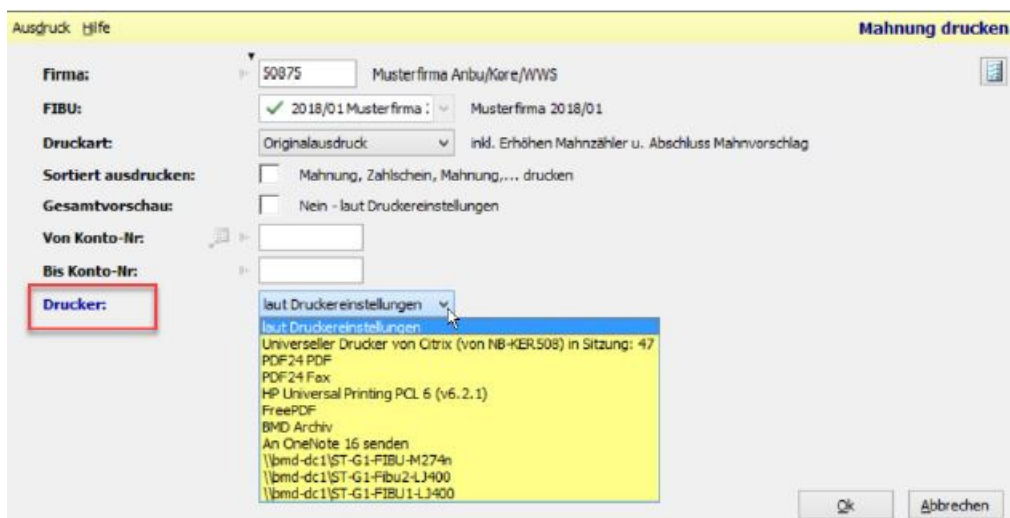 Ausdruck Hilfe Mahnung drucken
Firma: 50875 Musterfirma Anbu/Kore/WWS
FIBU: 2018/01 Musterfirma 2 Musterfirma 2018/01
Druckart: Originalausdruck inkl. Erhöhen Mahnzähler u. Abschluss Mahnvorschlag
Sortiert ausdrucken: Mahnung, Zahlschein, Mahnung,... drucken
Gesamtvorschau: Nein - laut Druckereinstellungen
Von Konto-Nr:
Bis Konto-Nr:
Drucker: laut Druckereinstellungen
laut Druckereinstellungen
Universeller Drucker von Citrix (von NB-KER508) in Sitzung: 47
PDF24 PDF
PDF24 Fax
HP Universal Printing PCL 6 (v6.2.1)
FreePDF
BMD Archiv
An OneNote 16 senden
\\bmd-dc1\ST-G1-FIBU-M274n
\\bmd-dc1\ST-G1-Fibu2-LJ400
\\bmd-dc1\ST-G1-FIBU1-LJ400
Ok Abbrechen